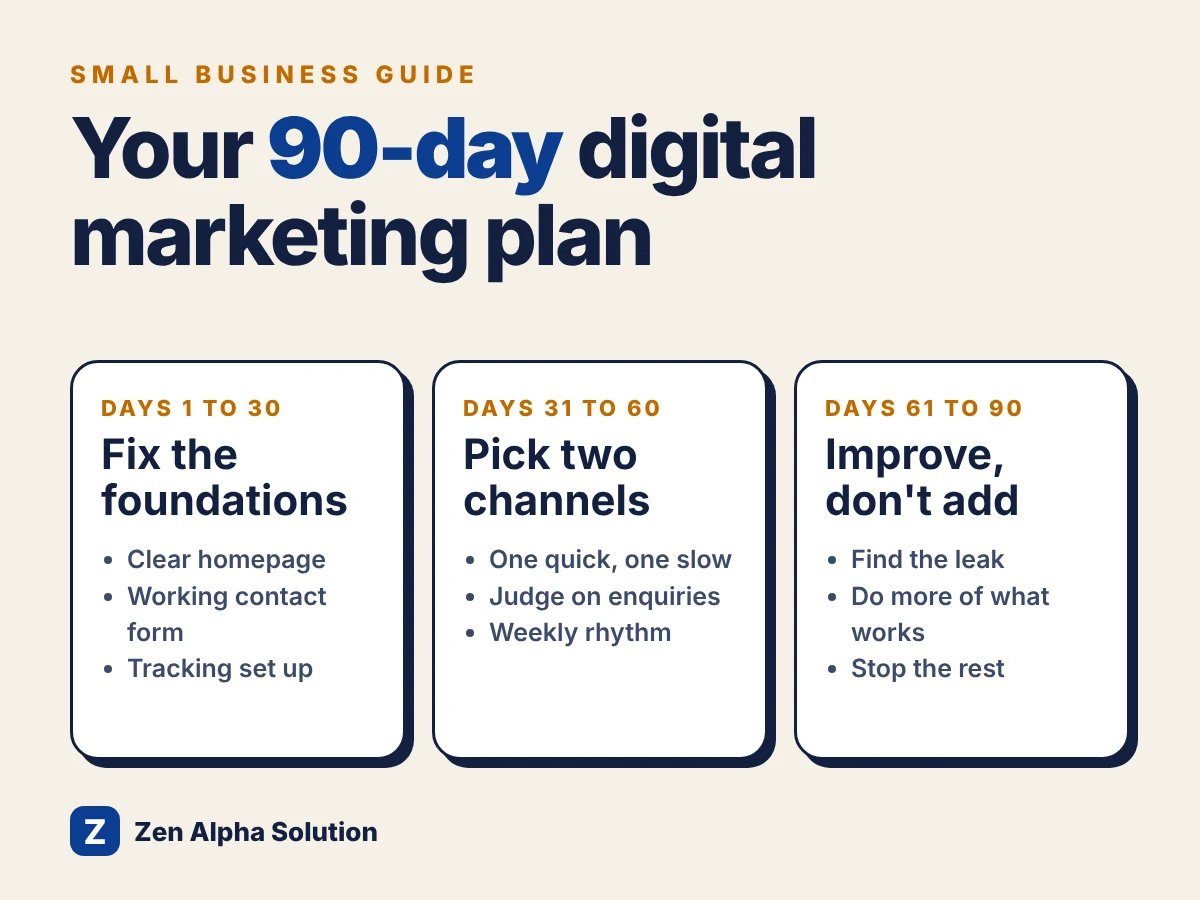 SMALL BUSINESS GUIDE
Your 90-day digital
marketing plan
DAYS 1 TO 30
Fix the
foundations
• Clear homepage
• Working contact
form
• Tracking set up
DAYS 31 TO 60
Pick two
channels
• One quick, one slow
• Judge on enquiries
• Weekly rhythm
DAYS 61 TO 90
Improve,
don't add
• Find the leak
• Do more of what
works
• Stop the rest
Z Zen Alpha Solution